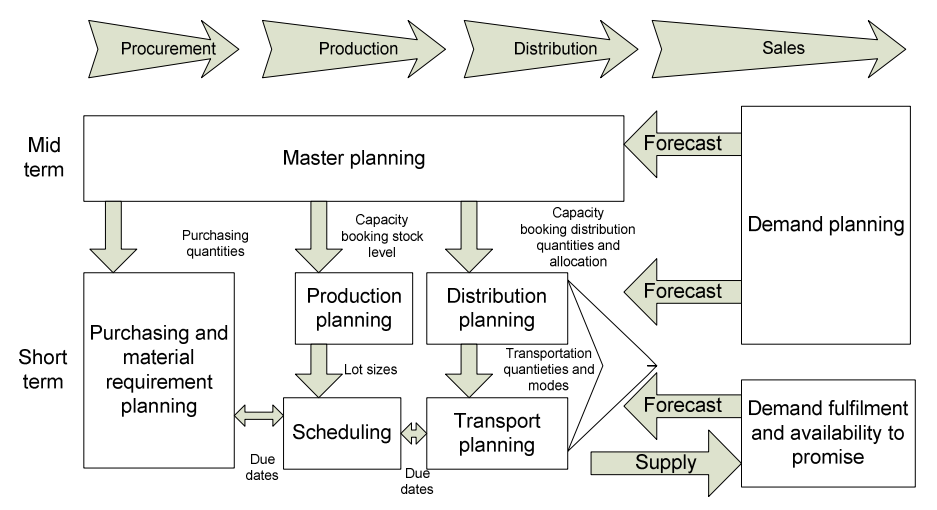 Procurement
Production
Distribution
Sales
Mid
term
Master planning
Forecast
Demand planning
Purchasing
quantities
Capacity
booking stock
level
Capacity
booking distribution
quantities and
allocation
Forecast
Short
term
Purchasing and
material
requirement
planning
Production
planning
Distribution
planning
Lot sizes
Transportation
quantieties and
modes
Scheduling
Transport
planning
Due
dates
Due
dates
Forecast
Supply
Demand fulfilment
and availability to
promise